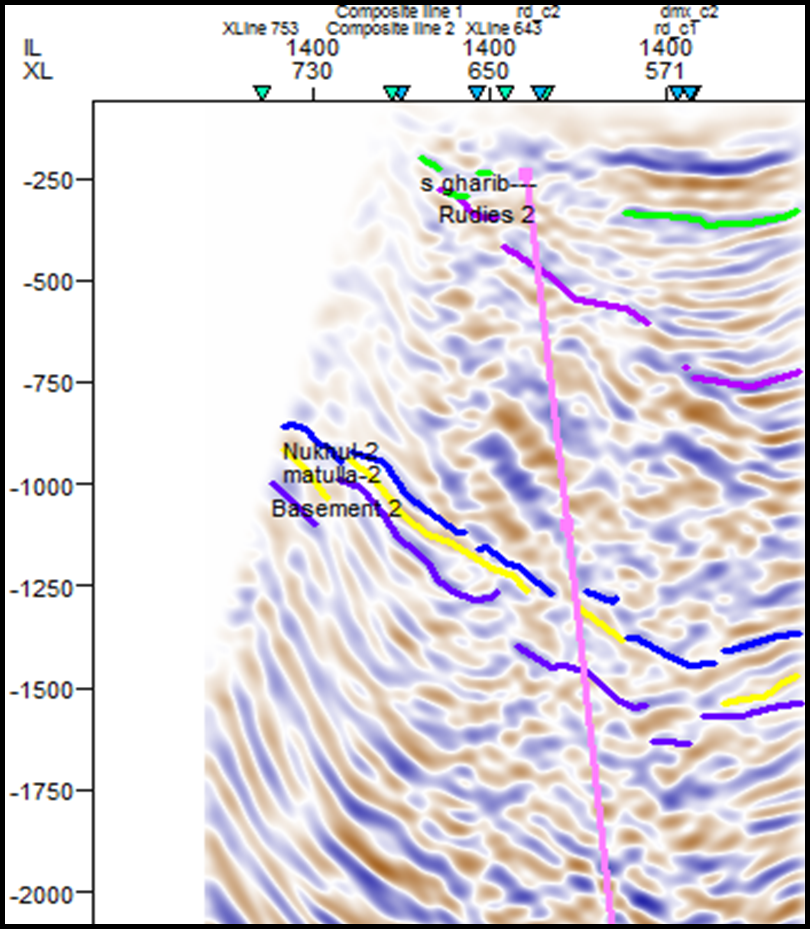 Composite line 1 rd_c2 dmx_c2
XLine 753 Composite line 2 XLine 643 rd_c1
IL 1400 1400 1400
XL 730 650 571
-250
s.gharib---
Rudies 2
-500
-750
Nukhul-2
matulla-2
-1000
Basement 2
-1250
-1500
-1750
-2000